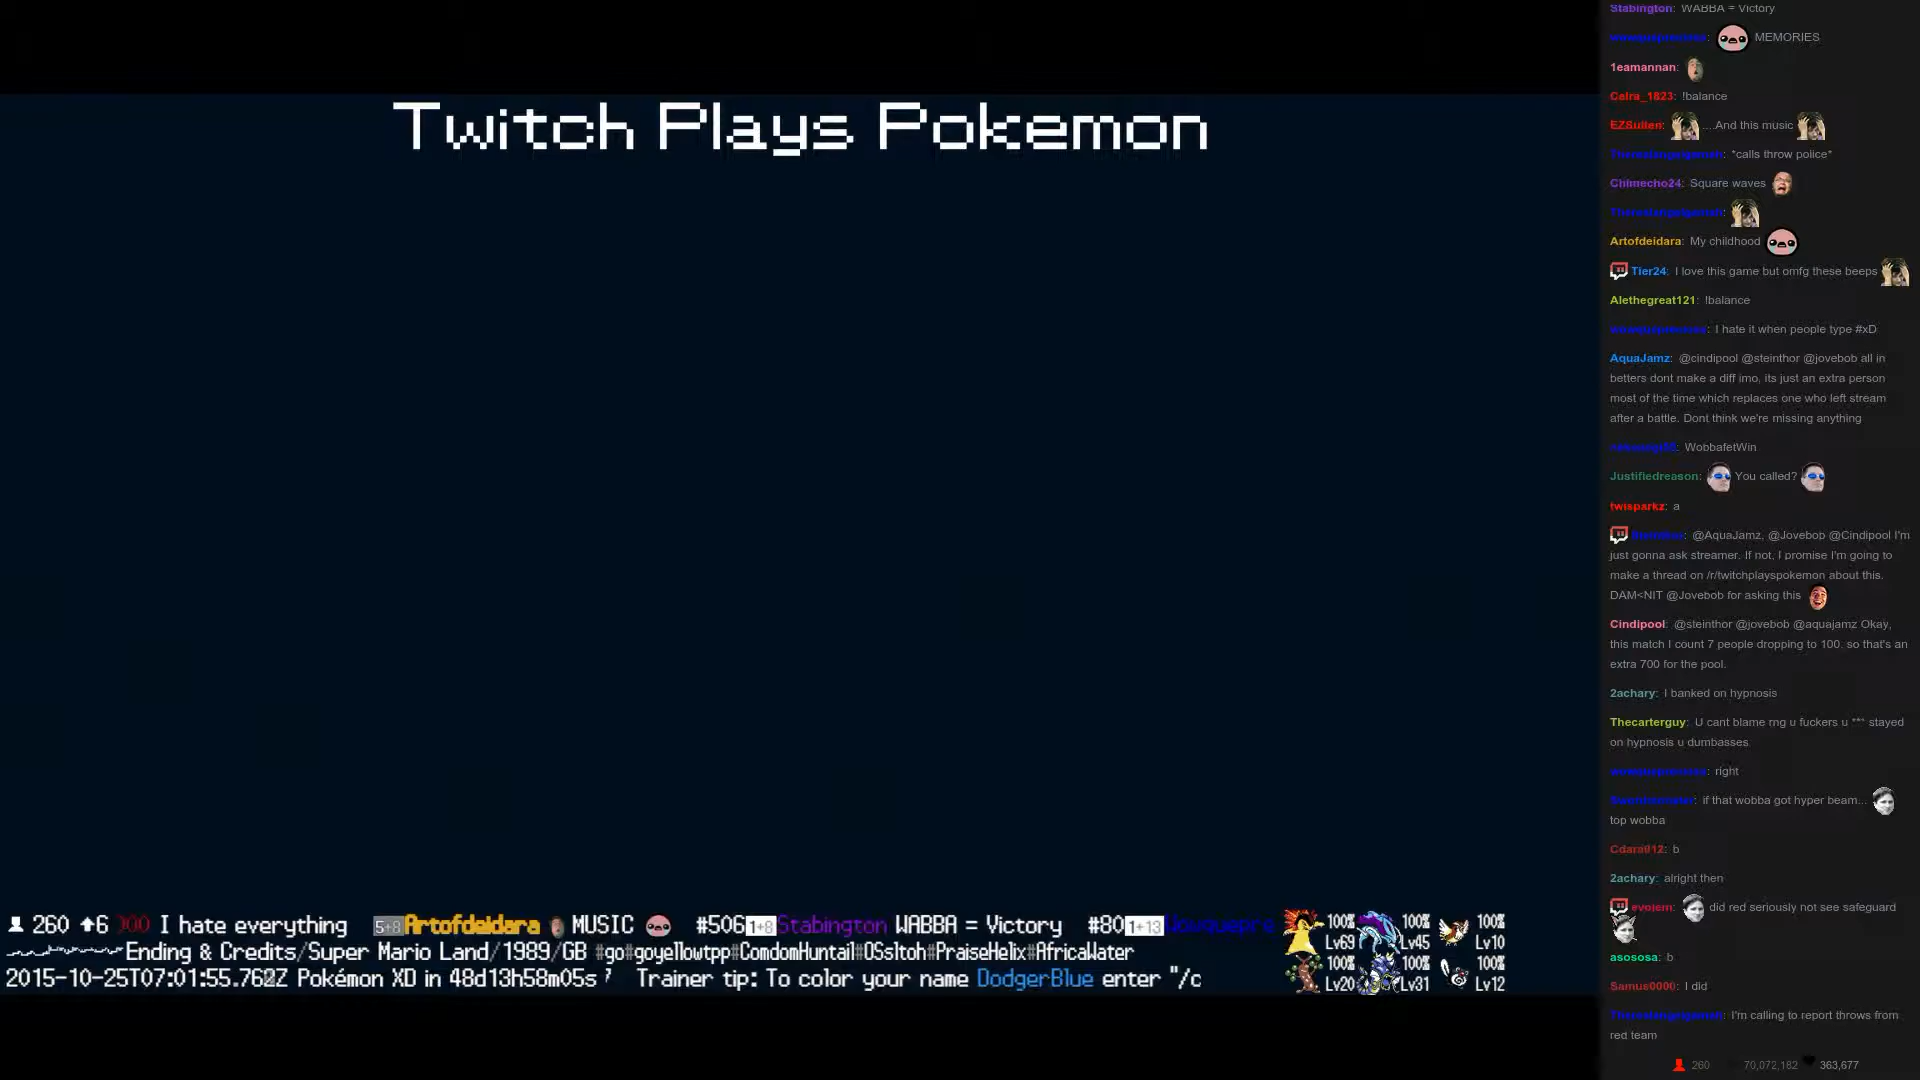 Twitch Plays Pokemon
260 6 I hate everything 5+8 Artofdeidara MUSIC #506 1+8 Stabington WABBA = Victory #80 1+13
Ending & Credits/Super Mario Land/1989/GB #go#goyellowtpp#ComdomHuntail#OSsItoh#PraiseHelix#AfricaWater
Pokémon XD in 48d13h58m05s Trainer tip: To color your name DodgerBlue enter "/c
100% 100% 100%
Lv69 Lv45 Lv10
100% 100% 100%
Lv20 Lv31 Lv12
Stabington: WABBA = Victory
MEMORIES
1eamannan:
Calra_1823: !balance
EZSullen: ....And this music
*calls throw police*
Chimecho24: Square waves
Artofdeidara: My childhood
Tier24: I love this game but omfg these beeps
Alethegreat121: !balance
I hate it when people type #xD
AquaJamz: @cindipool @steinthor @jovebob all in
betters dont make a diff imo, its just an extra person
most of the time which replaces one who left stream
after a battle. Dont think we're missing anything
WobbafetWin
Justifiedreason: You called?
twisparkz: a
Steinthor: @AquaJamz, @Jovebob @Cindipool I'm
just gonna ask streamer. If not, I promise I'm going to
make a thread on /r/twitchplayspokemon about this.
DAM<NIT @Jovebob for asking this
Cindipool: @steinthor @jovebob @aquajamz Okay,
this match I count 7 people dropping to 100. so that's an
extra 700 for the pool.
2achary: I banked on hypnosis
Thecarterguy: U cant blame rng u fuckers u *** stayed
on hypnosis u dumbasses
right
if that wobba got hyper beam...
top wobba
Cdara912: b
2achary: alright then
evolem: did red seriously not see safeguard
asososa: b
Samus0000: I did
I'm calling to report throws from
red team
260 70,072,182 363,677